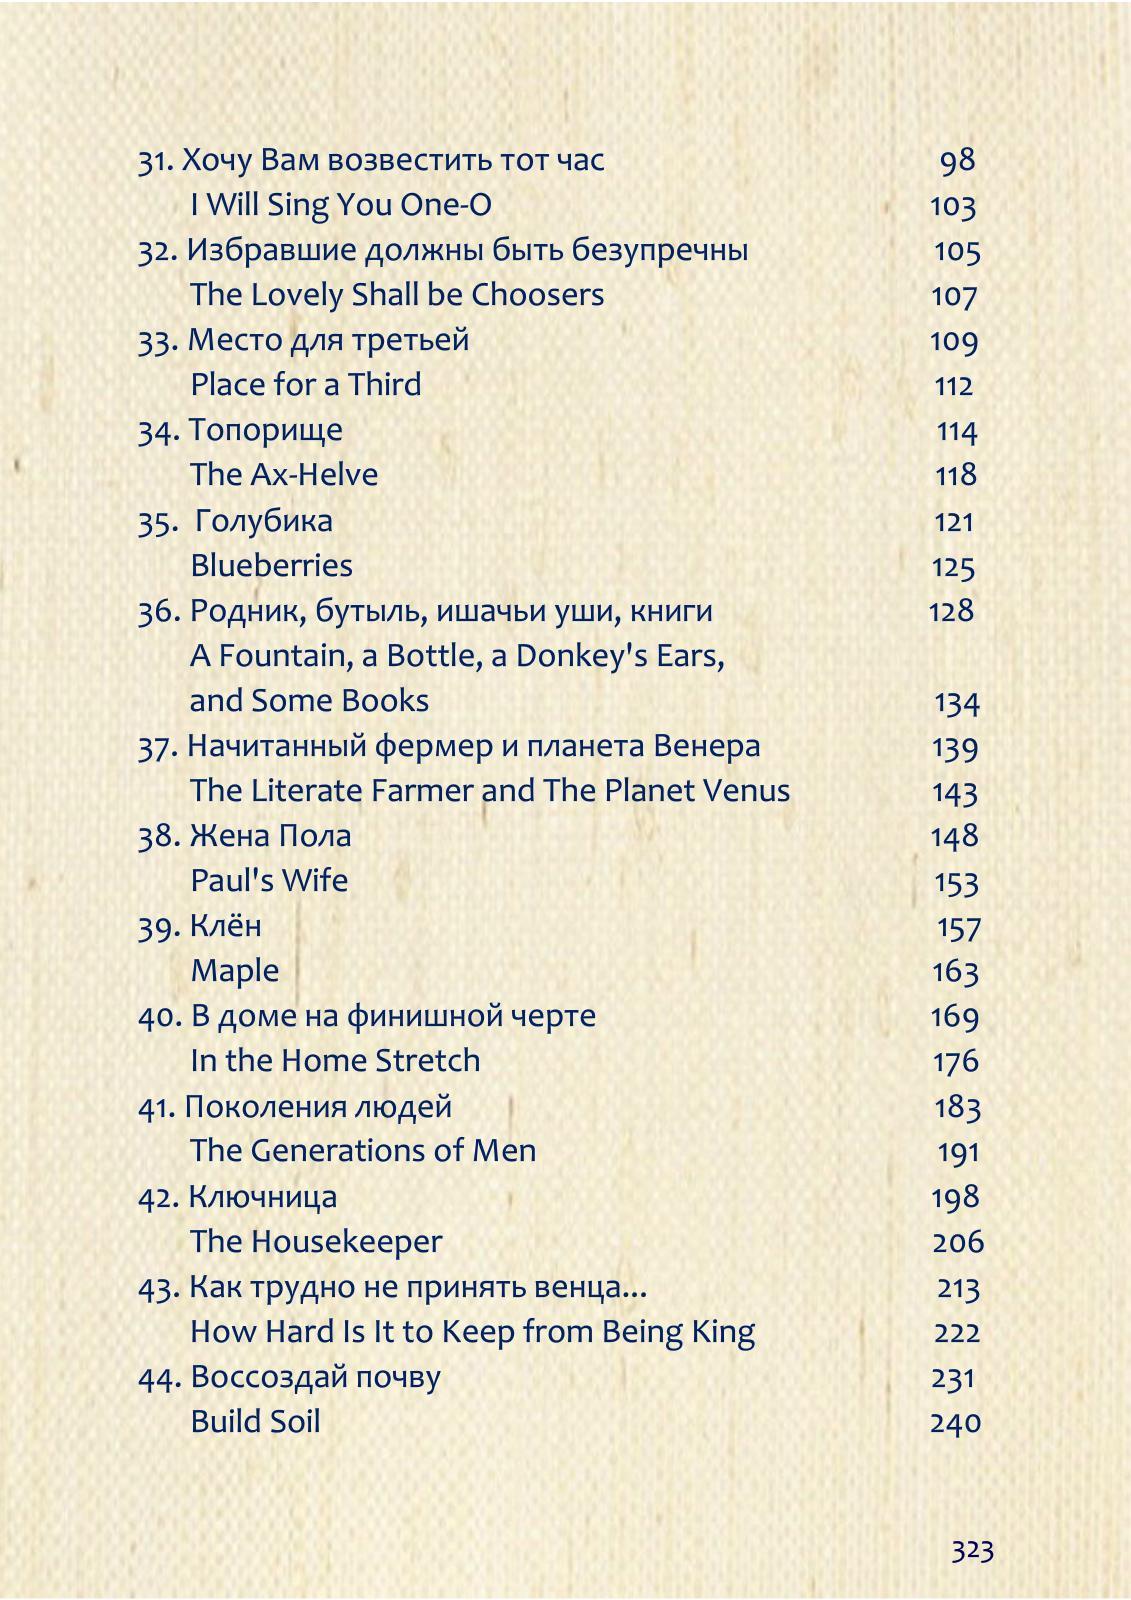 31. Хочу Вам возвестить тот час 98
I Will Sing You One-O 103
32. Избравшие должны быть безупречны 105
The Lovely Shall be Choosers 107
33. Место для третьей 109
Place for a Third 112
34. Топорище 114
The Ax-Helve 118
35. Голубика 121
Blueberries 125
36. Родник, бутыль, ишачьи уши, книги 128
A Fountain, a Bottle, a Donkey's Ears,
and Some Books 134
37. Начитанный фермер и планета Венера 139
The Literate Farmer and The Planet Venus 143
38. Жена Пола 148
Paul's Wife 153
39. Клён 157
Maple 163
40. В доме на финишной черте 169
In the Home Stretch 176
41. Поколения людей 183
The Generations of Men 191
42. Ключница 198
The Housekeeper 206
43. Как трудно не принять венца... 213
How Hard Is It to Keep from Being King 222
44. Воссоздай почву 231
Build Soil 240
323